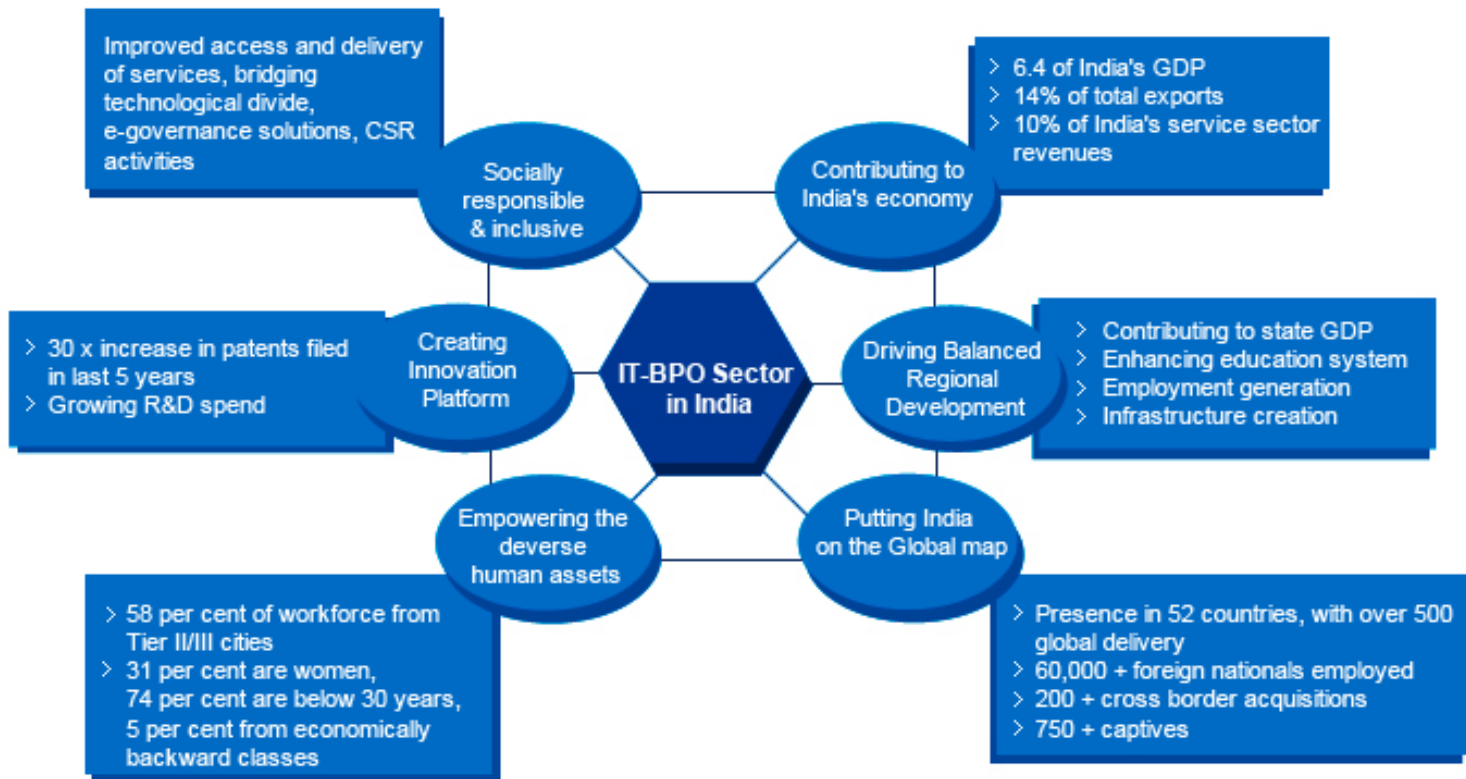 Improved access and delivery
of services, bridging
technological divide,
e-governance solutions, CSR
activities
Socially
responsible
& inclusive
Contributing to
India's economy
> 6.4 of India's GDP
> 14% of total exports
> 10% of India's service sector
revenues
> 30 x increase in patents filed
in last 5 years
> Growing R&D spend
Creating
Innovation
Platform
IT-BPO Sector
in India
Driving Balanced
Regional
Development
> Contributing to state GDP
> Enhancing education system
> Employment generation
> Infrastructure creation
Empowering the
deverse
human assets
Putting India
on the Global map
> 58 per cent of workforce from
Tier II/III cities
> 31 per cent are women,
74 per cent are below 30 years,
5 per cent from economically
backward classes
> Presence in 52 countries, with over 500
global delivery
> 60,000 + foreign nationals employed
> 200 + cross border acquisitions
> 750 + captives